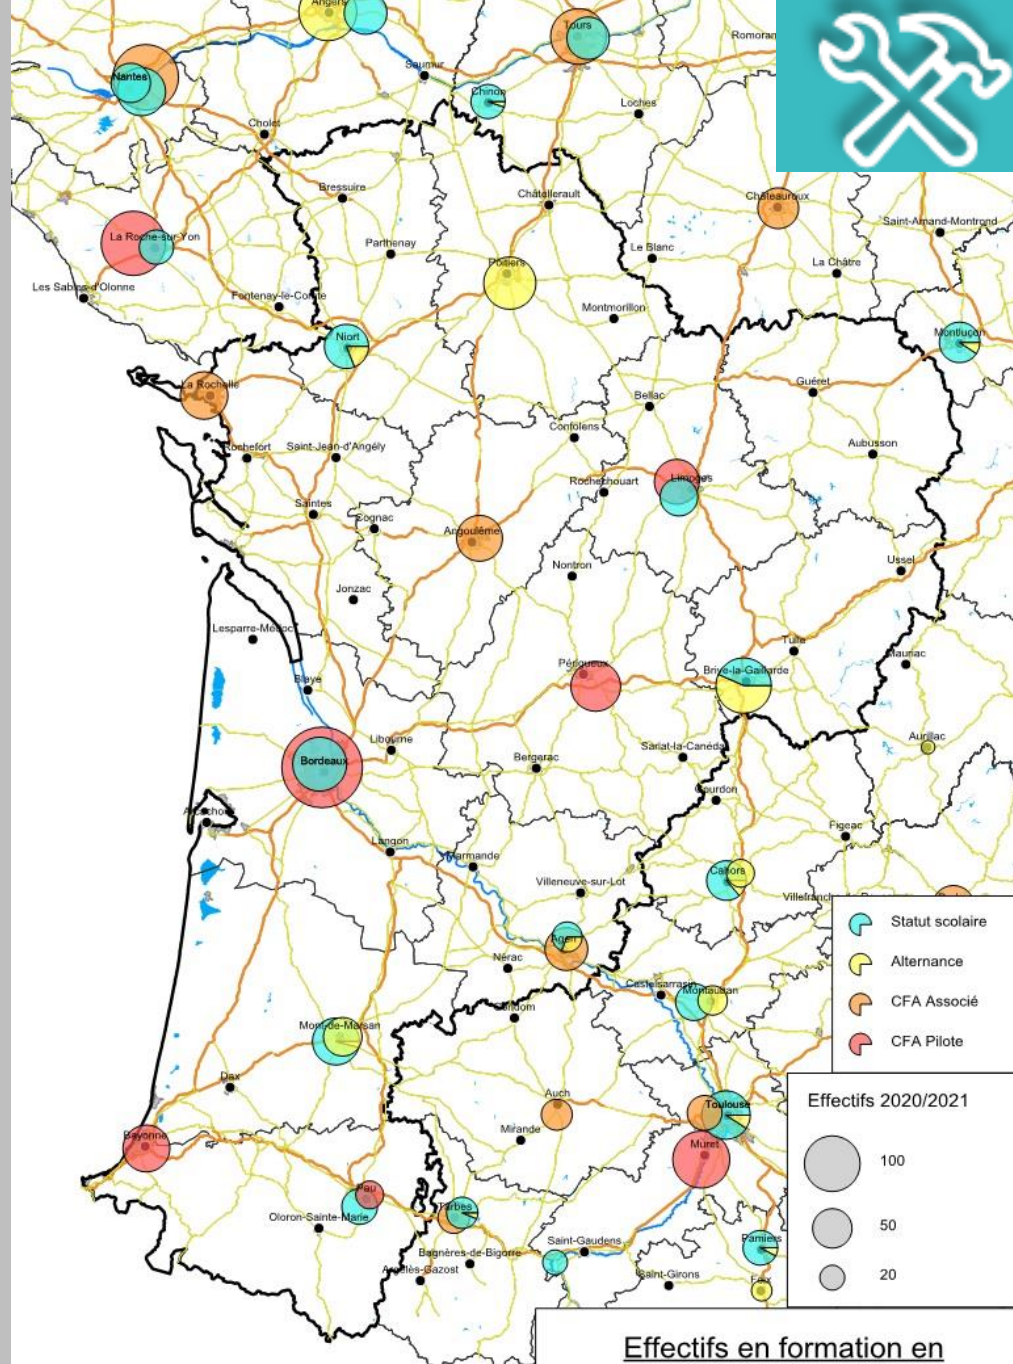 Angers
Tours
Romoran
Nantes
Saumur
Chinon
Loches
Cholet
Bressuire
Châtellerault
Châteauroux
Saint-Amand-Montrond
La Roche-sur-Yon
Parthenay
Le Blanc
La Châtre
Poitiers
Les Sables-d'Olonne
Fontenay-le-Comte
Montmorillon
Niort
Montluçon
La Rochelle
Guéret
Bellac
Confolens
Rochefort
Saint-Jean-d'Angély
Aubusson
Rochechouart
Limoges
Saintes
Cognac
Angoulême
Nontron
Ussel
Jonzac
Lesparre-Médoc
Tulle
Mauriac
Périgueux
Brive-la-Gaillarde
Blaye
Libourne
Aurillac
Sarlat-la-Canéda
Bordeaux
Bergerac
Gourdon
Arcachon
Figeac
Langon
Marmande
Cahors
Villeneuve-sur-Lot
Statut scolaire
Agen
Nérac
Alternance
Castelsarrasin
Montauban
CFA Associé
Condom
Mont-de-Marsan
CFA Pilote
Dax
Auch
Toulouse
Effectifs 2020/2021
Mirande
Bayonne
Muret
100
Pau
Tarbes
Oloron-Sainte-Marie
50
Bagnères-de-Bigorre
Saint-Gaudens
Pamiers
Argelès-Gazost
Saint-Girons
Foix
20
Effectifs en formation en